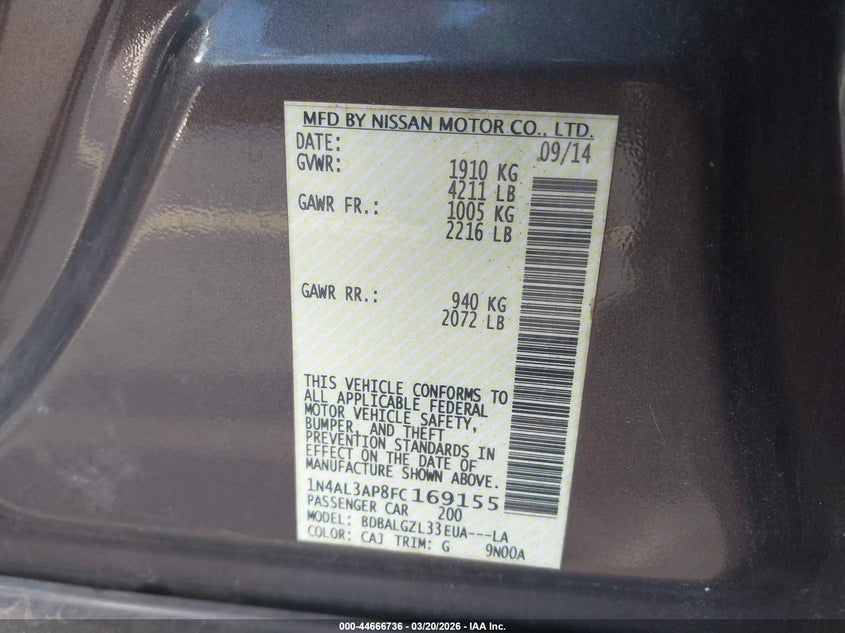 MFD BY NISSAN MOTOR CO., LTD.
DATE: 09/14
GVWR: 1910 KG
4211 LB
GAWR FR.: 1005 KG
2216 LB
GAWR RR.: 940 KG
2072 LB
THIS VEHICLE CONFORMS TO
ALL APPLICABLE FEDERAL
MOTOR VEHICLE SAFETY,
BUMPER, AND THEFT
PREVENTION STANDARDS IN
EFFECT ON THE DATE OF
MANUFACTURE SHOWN ABOVE.
1N4AL3AP8FC169155
PASSENGER CAR 200
MODEL: BDBALGZL33EUA---LA
COLOR: CAJ TRIM: G 9N00A
000-44666736 - 03/20/2026 - IAA Inc.